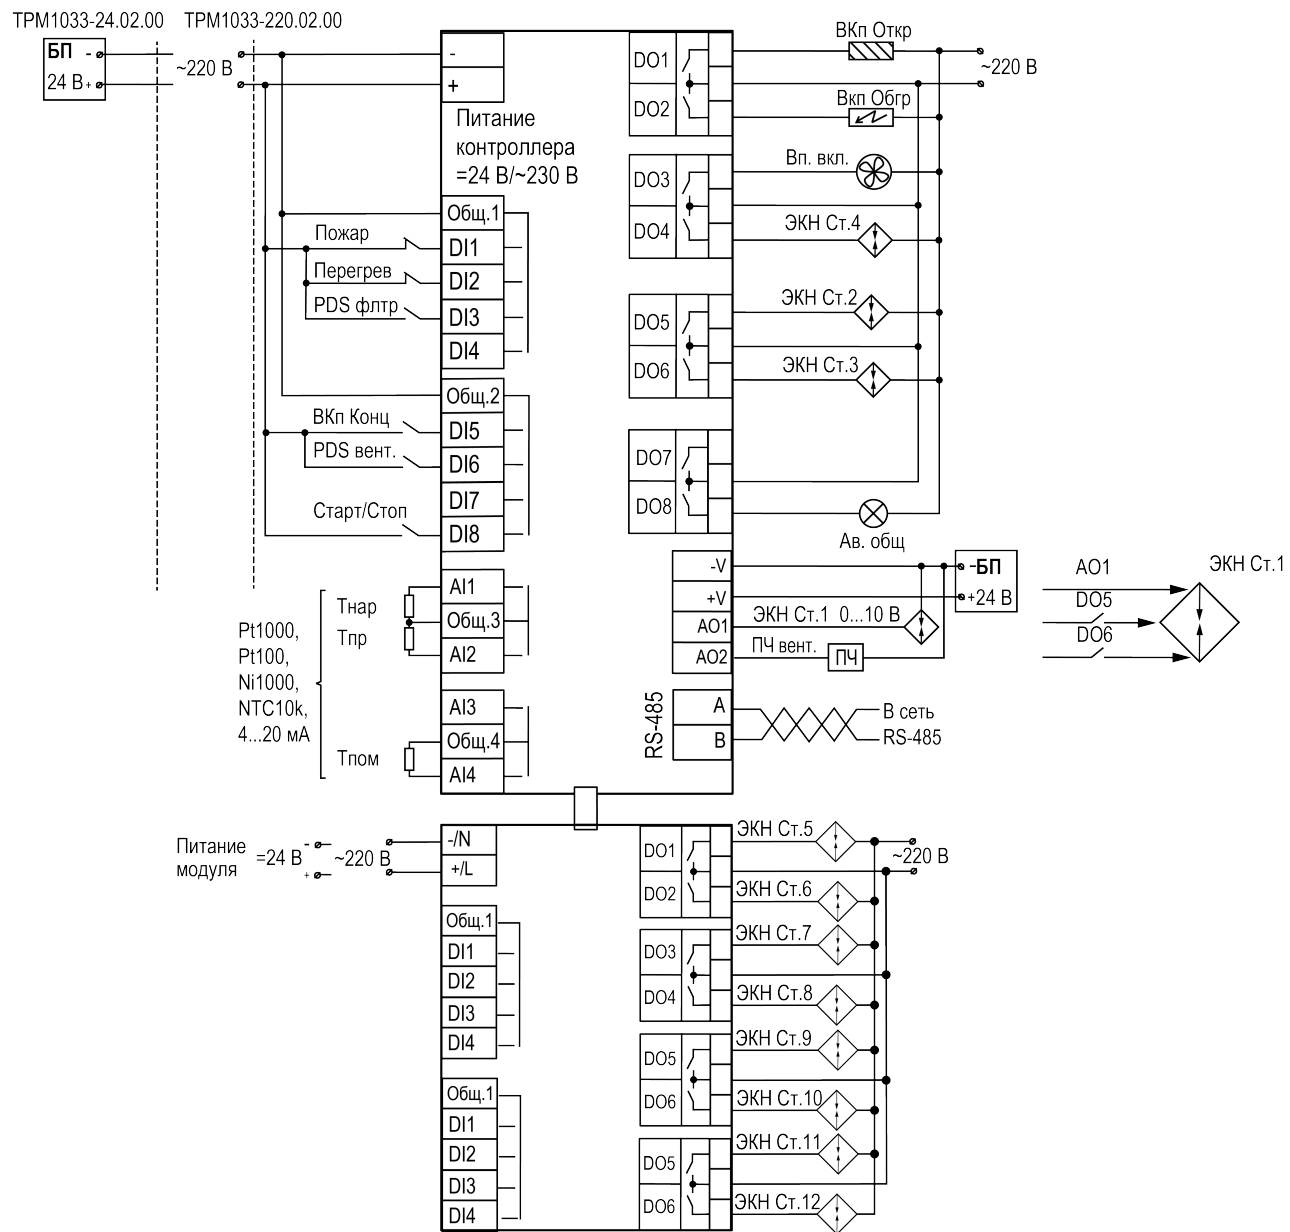 ТРМ1033-24.02.00
ТРМ1033-220.02.00
БП -
24 В +
~220 В
-
+
Питание
контроллера
=24 В/~230 В
Общ.1
Пожар
DI1
Перегрев
DI2
PDS флтр
DI3
DI4
Общ.2
ВКп Конц
DI5
PDS вент.
DI6
DI7
Старт/Стоп
DI8
AI1
Тнар
Общ.3
Тпр
AI2
Pt1000,
Pt100,
Ni1000,
NTC10k,
4...20 мА
AI3
Общ.4
Тпом
AI4
DO1
DO2
DO3
DO4
DO5
DO6
DO7
DO8
ВКп Откр
~220 В
Вкп Обгр
Вп. вкл.
ЭКН Ст.4
ЭКН Ст.2
ЭКН Ст.3
Ав. общ
-V
+V
AO1
AO2
ЭКН Ст.1 0...10 В
ПЧ вент.
ПЧ
-БП
+24 В
AO1
DO5
DO6
ЭКН Ст.1
RS-485
A
B
В сеть
RS-485
Питание
модуля
=24 В
-
+
~220 В
-/N
+/L
Общ.1
DI1
DI2
DI3
DI4
Общ.1
DI1
DI2
DI3
DI4
DO1
DO2
DO3
DO4
DO5
DO6
DO5
DO6
ЭКН Ст.5
~220 В
ЭКН Ст.6
ЭКН Ст.7
ЭКН Ст.8
ЭКН Ст.9
ЭКН Ст.10
ЭКН Ст.11
ЭКН Ст.12